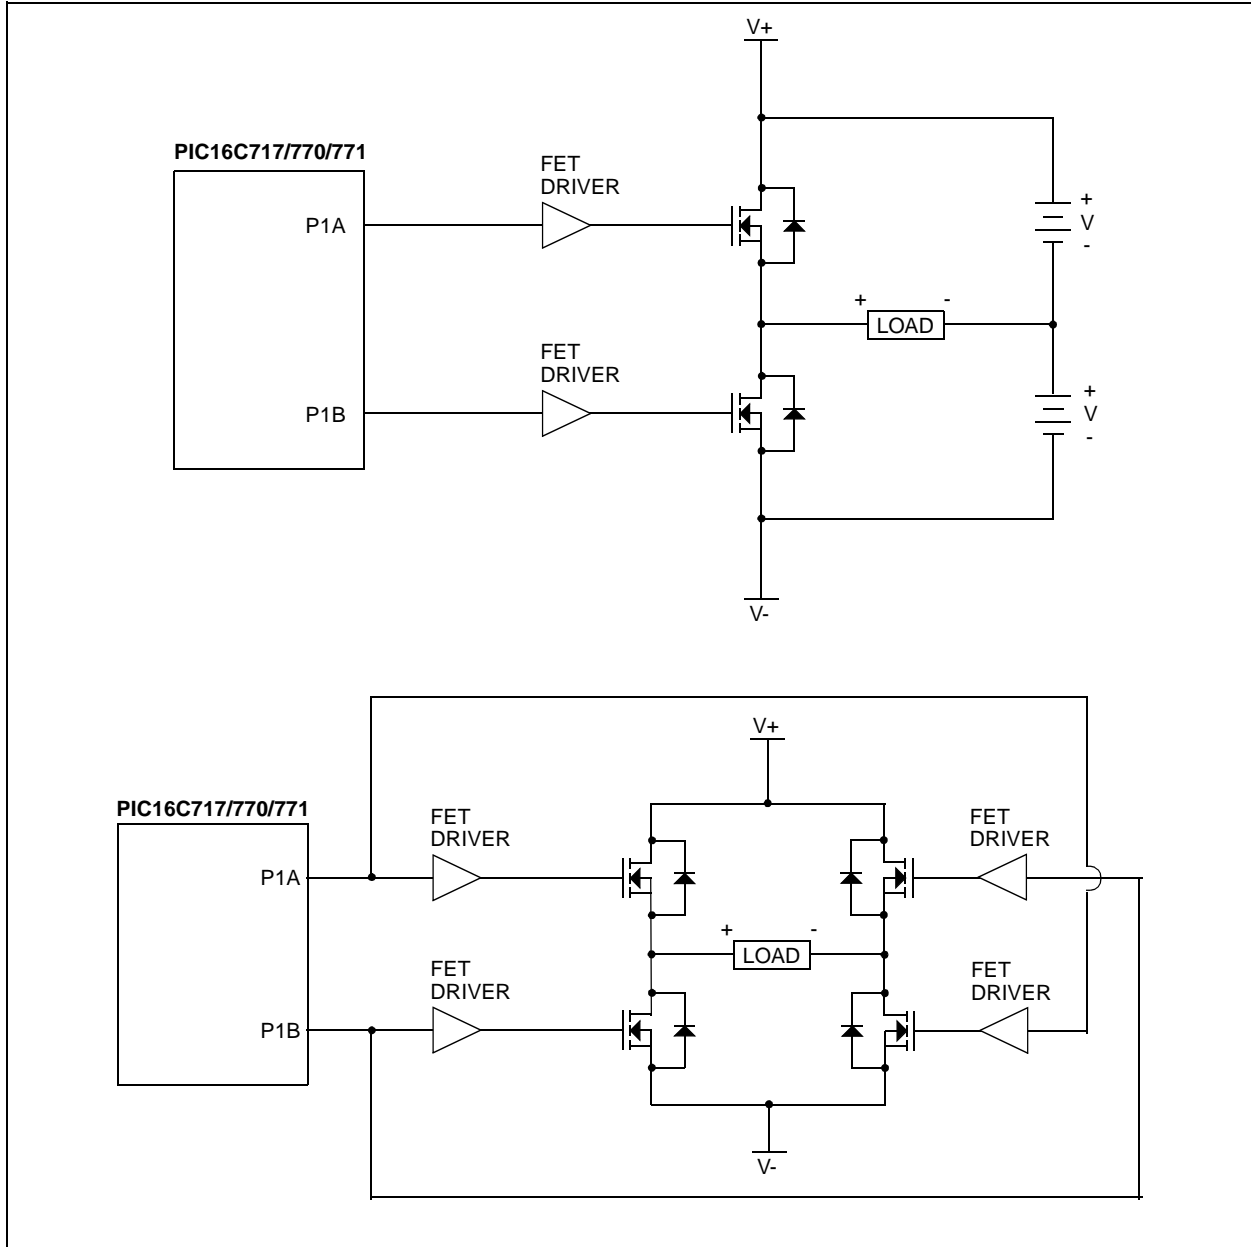 V+
PIC16C717/770/771
FET
DRIVER
P1A
+
V
-
+ -
LOAD
FET
DRIVER
P1B
+
V
-
V-
V+
PIC16C717/770/771
FET
DRIVER
FET
DRIVER
P1A
+ -
LOAD
FET
DRIVER
FET
DRIVER
P1B
V-